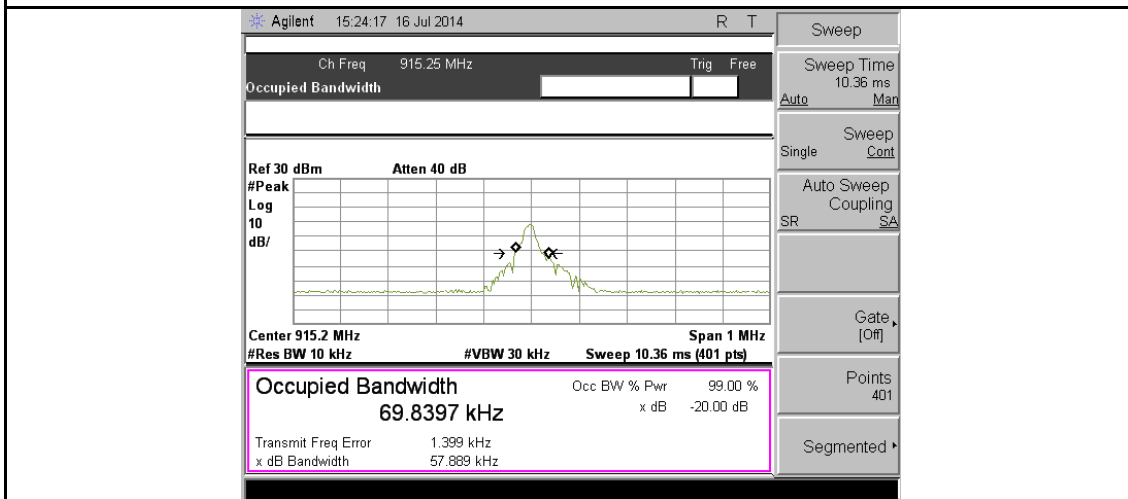 Agilent 15:24:17 16 Jul 2014 R T
Ch Freq 915.25 MHz Trig Free
Occupied Bandwidth
Ref 30 dBm Atten 40 dB
#Peak
Log
10
dB/
Center 915.2 MHz Span 1 MHz
#Res BW 10 kHz #VBW 30 kHz Sweep 10.36 ms (401 pts)
Occupied Bandwidth
69.8397 kHz
Occ BW % Pwr 99.00 %
x dB -20.00 dB
Transmit Freq Error 1.399 kHz
x dB Bandwidth 57.889 kHz
Sweep
Sweep Time
10.36 ms
Auto Man
Sweep
Single Cont
Auto Sweep
Coupling
SR SA
Gate
[Off]
Points
401
Segmented